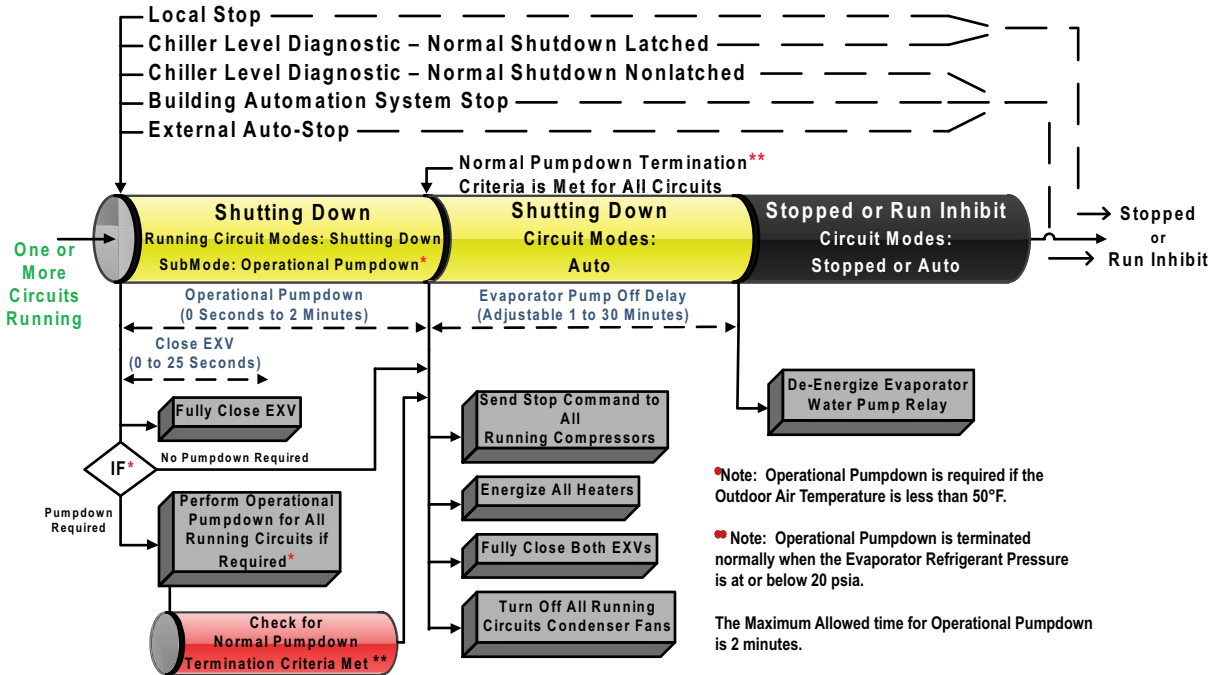 Local Stop
Chiller Level Diagnostic – Normal Shutdown Latched
Chiller Level Diagnostic – Normal Shutdown Nonlatched
Building Automation System Stop
External Auto-Stop
Normal Pumpdown Termination**
Criteria is Met for All Circuits
One or
More
Circuits
Running
Shutting Down
Running Circuit Modes: Shutting Down
SubMode: Operational Pumpdown*
Shutting Down
Circuit Modes:
Auto
Stopped or Run Inhibit
Circuit Modes:
Stopped or Auto
Stopped
or
Run Inhibit
Operational Pumpdown
(0 Seconds to 2 Minutes)
Evaporator Pump Off Delay
(Adjustable 1 to 30 Minutes)
Close EXV
(0 to 25 Seconds)
Fully Close EXV
IF*
No Pumpdown Required
Pumpdown
Required
Perform Operational
Pumpdown for All
Running Circuits if
Required*
Check for
Normal Pumpdown
Termination Criteria Met **
Send Stop Command to
All
Running Compressors
Energize All Heaters
Fully Close Both EXVs
Turn Off All Running
Circuits Condenser Fans
De-Energize Evaporator
Water Pump Relay
*Note: Operational Pumpdown is required if the
Outdoor Air Temperature is less than 50°F.
** Note: Operational Pumpdown is terminated
normally when the Evaporator Refrigerant Pressure
is at or below 20 psia.
The Maximum Allowed time for Operational Pumpdown
is 2 minutes.